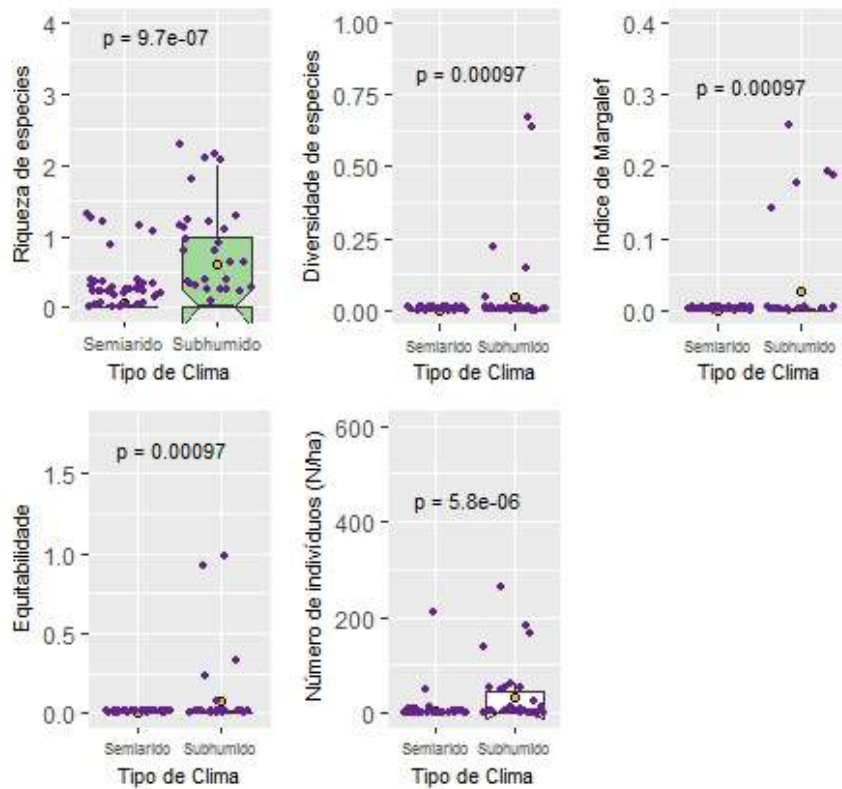 Riqueza de especies
4
3
2
1
0
p = 9.7e-07
Semiarido Subhumido
Tipo de Clima
Diversidade de especies
1.00
0.75
0.50
0.25
0.00
p = 0.00097
Semiarido Subhumido
Tipo de Clima
Indice de Margalef
0.4
0.3
0.2
0.1
0.0
p = 0.00097
Semiarido Subhumido
Tipo de Clima
Equitabilidade
1.5
1.0
0.5
0.0
p = 0.00097
Semiarido Subhumido
Tipo de Clima
Número de indivíduos (N/ha)
600
400
200
0
p = 5.8e-06
Semiarido Subhumido
Tipo de Clima